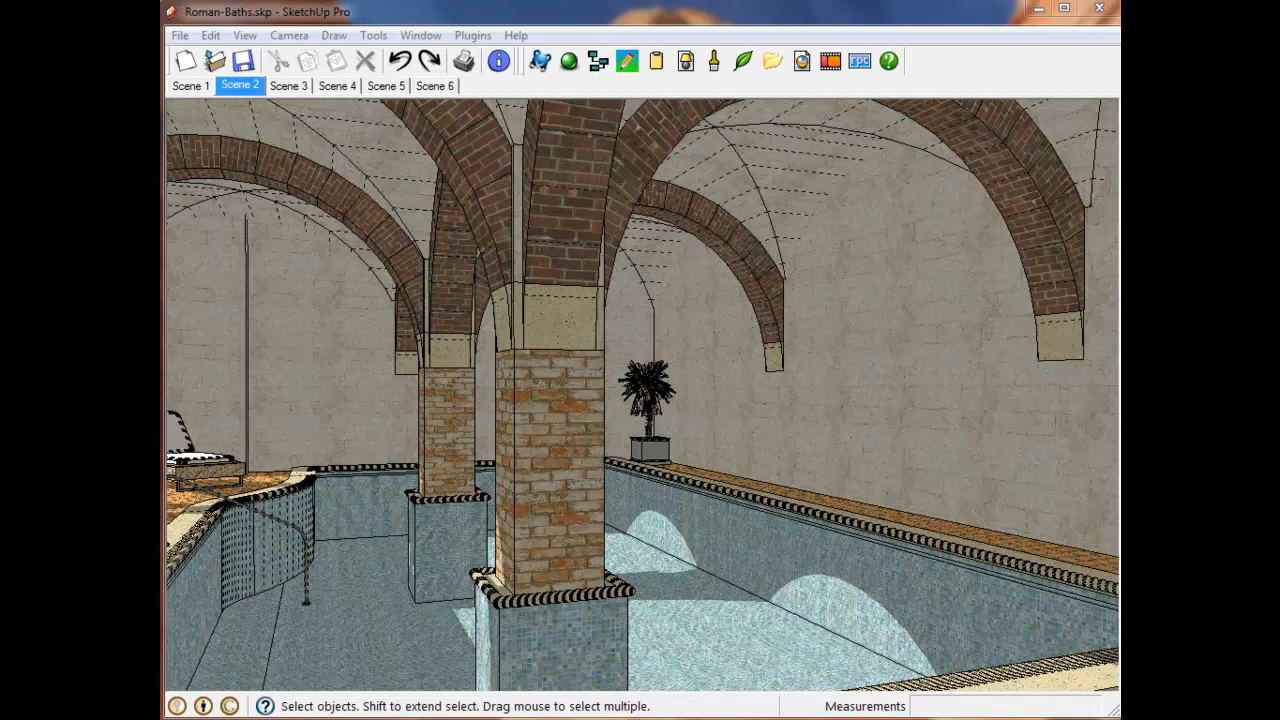 Roman-Baths.skp - SketchUp Pro
File Edit View Camera Draw Tools Window Plugins Help
rpc
Scene 1 Scene 2 Scene 3 Scene 4 Scene 5 Scene 6
Select objects. Shift to extend select. Drag mouse to select multiple. Measurements